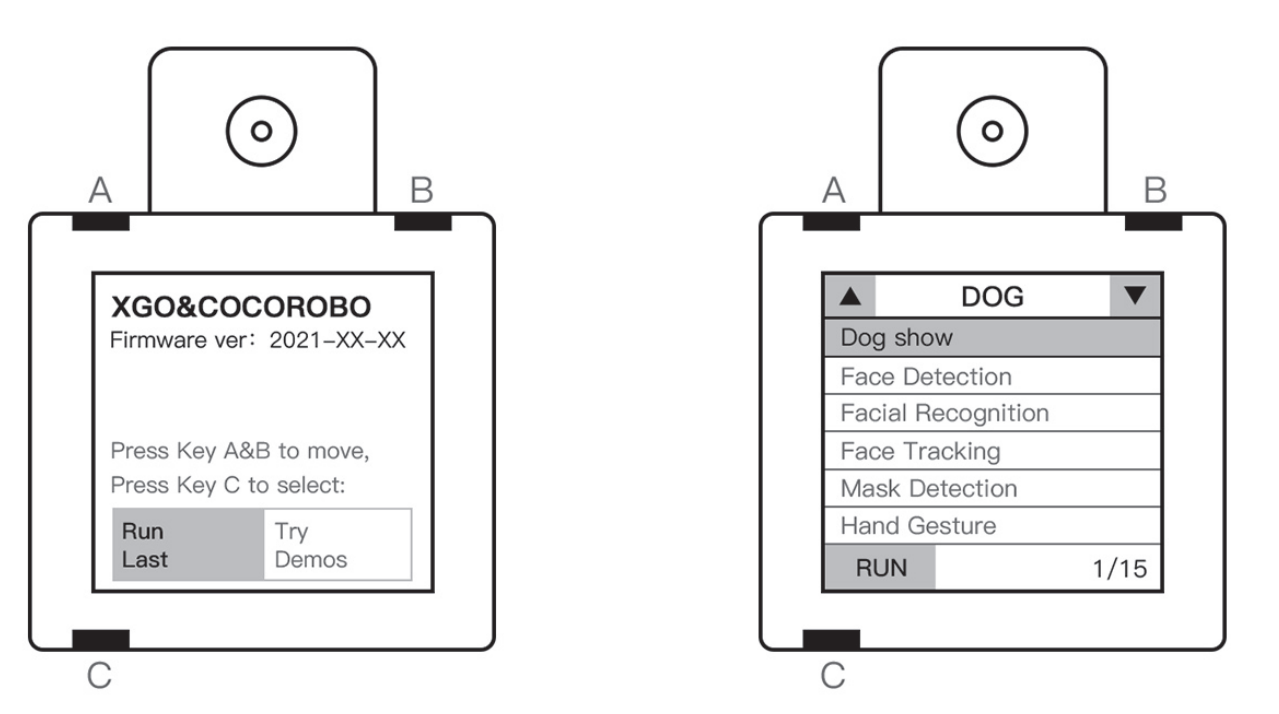 A
B
XGO&COCOROBO
Firmware ver: 2021-XX-XX
Press Key A&B to move,
Press Key C to select:
Run
Last
Try
Demos
C
A
B
▲ DOG ▼
Dog show
Face Detection
Facial Recognition
Face Tracking
Mask Detection
Hand Gesture
RUN 1/15
C